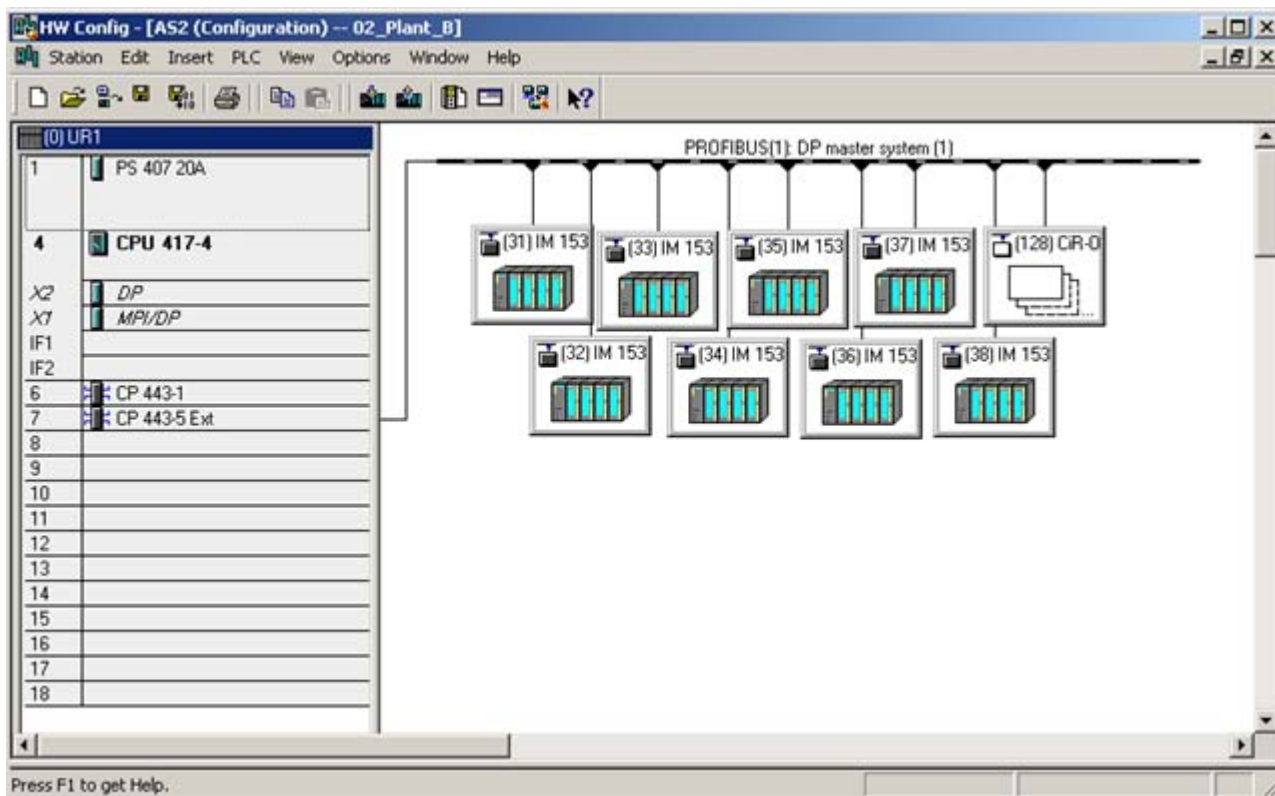 HW Config - [AS2 (Configuration) -- 02_Plant_B]
Station Edit Insert PLC View Options Window Help
(0) UR1
1 PS 407 20A
4 CPU 417-4
X2 DP
X1 MPI/DP
IF1
IF2
6 CP 443-1
7 CP 443-5 Ext
8
9
10
11
12
13
14
15
16
17
18
PROFIBUS(1): DP master system (1)
(31) IM 153
(33) IM 153
(35) IM 153
(37) IM 153
(128) CiR-O
(32) IM 153
(34) IM 153
(36) IM 153
(38) IM 153
Press F1 to get Help.